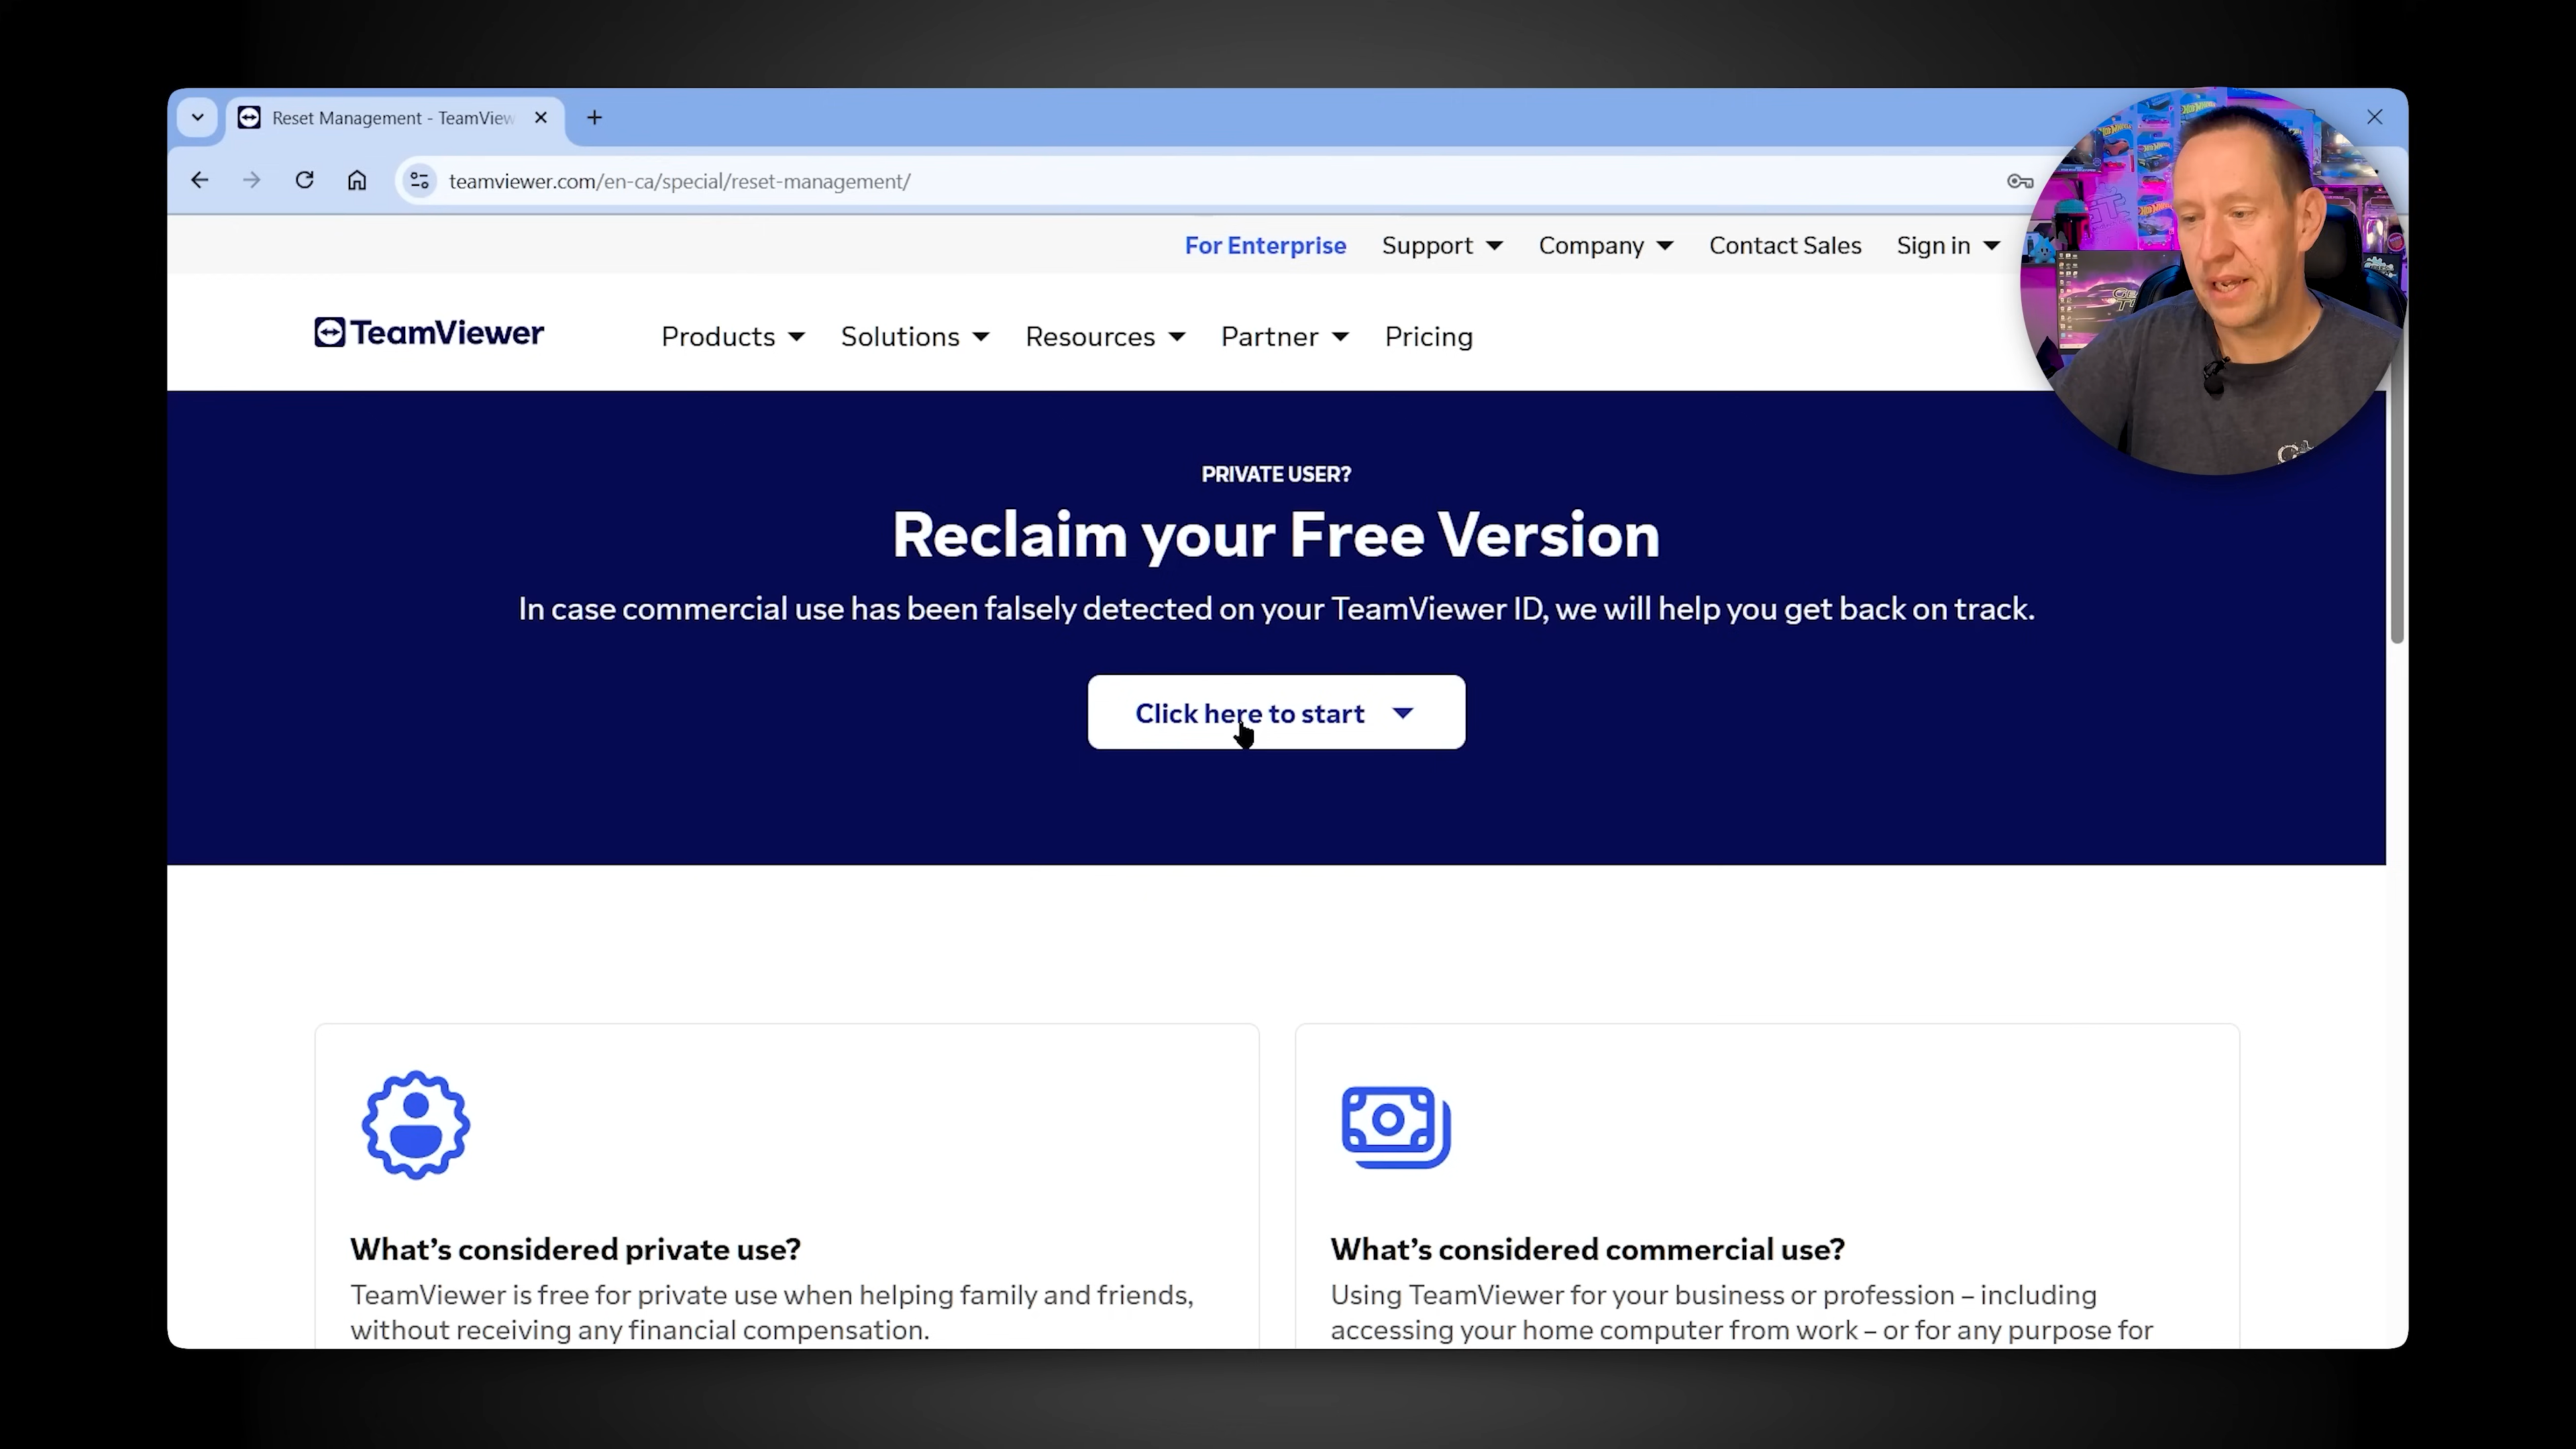 Reset Management - TeamView
teamviewer.com/en-ca/special/reset-management/
For Enterprise Support Company Contact Sales Sign in
TeamViewer Products Solutions Resources Partner Pricing
PRIVATE USER?
Reclaim your Free Version
In case commercial use has been falsely detected on your TeamViewer ID, we will help you get back on track.
Click here to start
What's considered private use?
TeamViewer is free for private use when helping family and friends,
without receiving any financial compensation.
What's considered commercial use?
Using TeamViewer for your business or profession – including
accessing your home computer from work – or for any purpose for